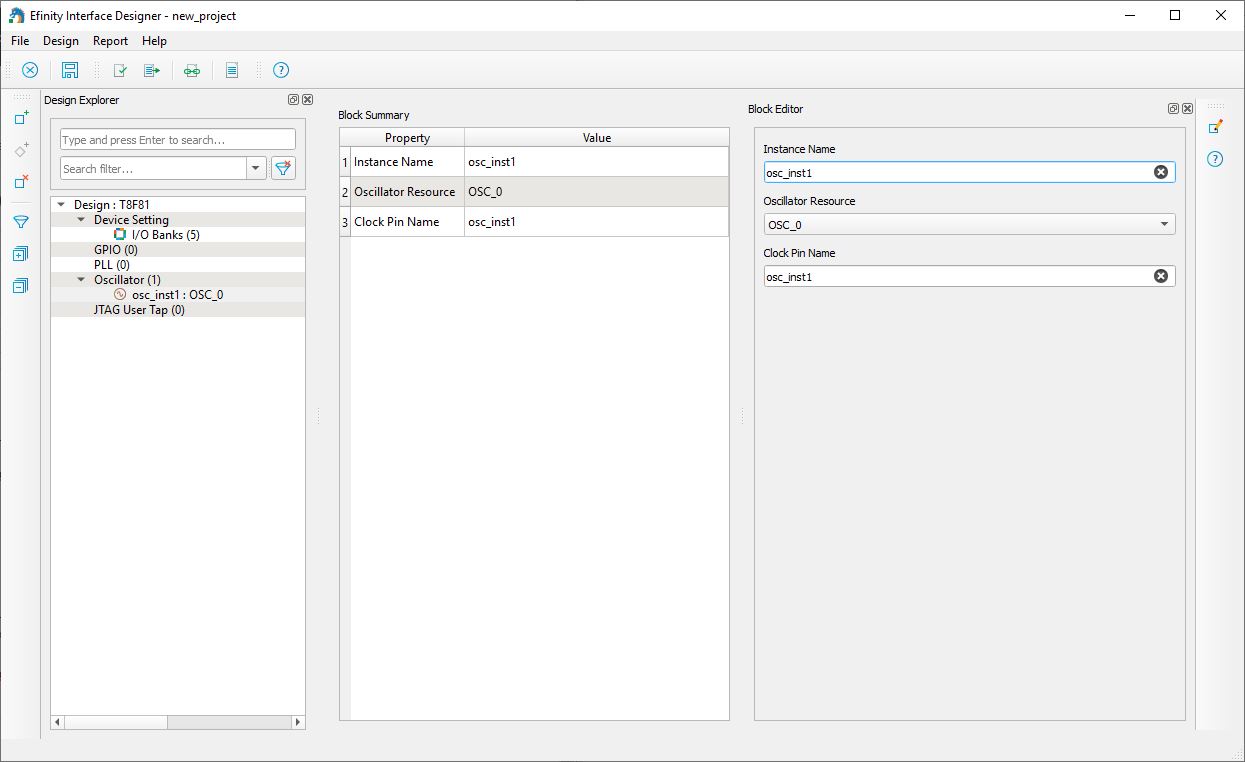 Efinity Interface Designer - new_project
File Design Report Help
Design Explorer
Type and press Enter to search...
Search filter...
Design : T8F81
Device Setting
I/O Banks (5)
GPIO (0)
PLL (0)
Oscillator (1)
osc_inst1 : OSC_0
JTAG User Tap (0)
Block Summary
Property Value
1 Instance Name osc_inst1
2 Oscillator Resource OSC_0
3 Clock Pin Name osc_inst1
Block Editor
Instance Name
osc_inst1
Oscillator Resource
OSC_0
Clock Pin Name
osc_inst1